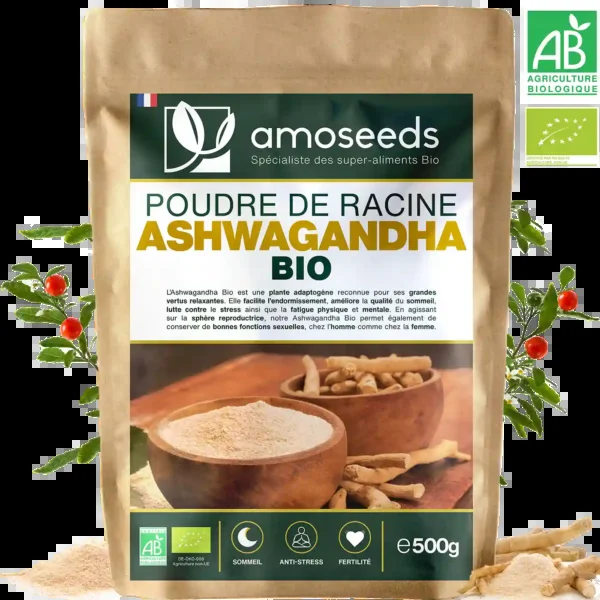 AB
AGRICULTURE
BIOLOGIQUE
amoseeds
Spécialiste des super-aliments Bio
POUDRE DE RACINE
ASHWAGANDHA
BIO
L'Ashwagandha Bio est une plante adaptogène reconnue pour ses grandes
vertus relaxantes. Elle facilite l'endormissement, améliore la qualité du sommeil,
lutte contre le stress ainsi que la fatigue physique et mentale. En agissant
sur la sphère reproductrice, notre Ashwagandha Bio permet également de
conserver de bonnes fonctions sexuelles, chez l'homme comme chez la femme.
AB
Agriculture non-UE
SOMMEIL
ANTI-STRESS
FERTILITÉ
e500g